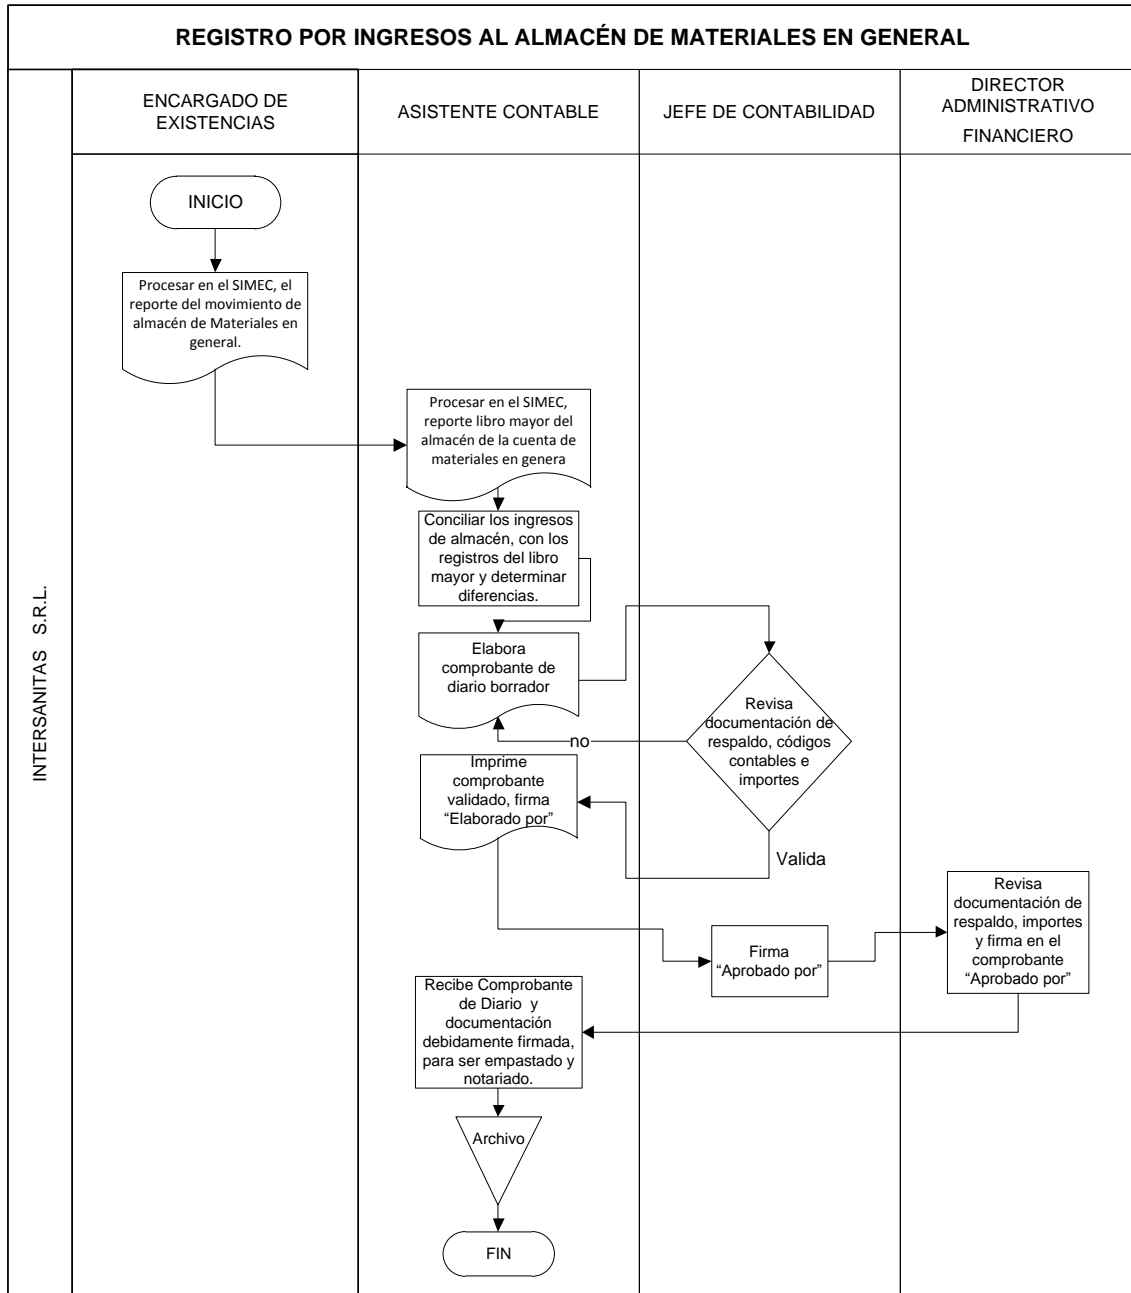 REGISTRO POR INGRESOS AL ALMACÉN DE MATERIALES EN GENERAL
INTERSANITAS S.R.L.
ENCARGADO DE
EXISTENCIAS
ASISTENTE CONTABLE
JEFE DE CONTABILIDAD
DIRECTOR
ADMINISTRATIVO
FINANCIERO
INICIO
Procesar en el SIMEC, el
reporte del movimiento de
almacén de Materiales en
general.
Procesar en el SIMEC,
reporte libro mayor del
almacén de la cuenta de
materiales en genera
Conciliar los ingresos
de almacén, con los
registros del libro
mayor y determinar
diferencias.
Elabora
comprobante de
diario borrador
Revisa
documentación de
respaldo, códigos
contables e
importes
no
Imprime
comprobante
validado, firma
“Elaborado por”
Valida
Firma
“Aprobado por”
Revisa
documentación de
respaldo, importes
y firma en el
comprobante
“Aprobado por”
Recibe Comprobante
de Diario y
documentación
debidamente firmada,
para ser empastado y
notariado.
Archivo
FIN